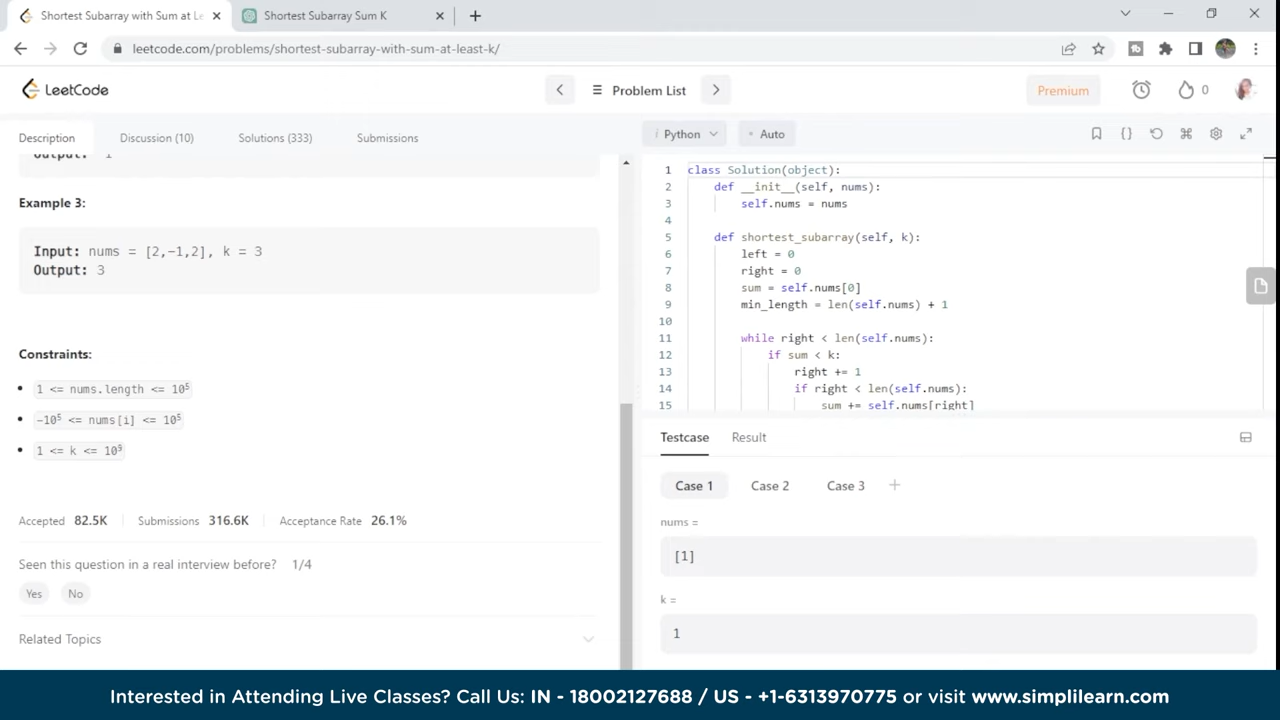 Shortest Subarray with Sum at Le
Shortest Subarray Sum K
leetcode.com/problems/shortest-subarray-with-sum-at-least-k/
LeetCode
Problem List
Premium
0
Description
Discussion (10)
Solutions (333)
Submissions
Output: 1
Example 3:
Input: nums = [2,-1,2], k = 3
Output: 3
Constraints:
1 <= nums.length <= 10⁵
-10⁵ <= nums[i] <= 10⁵
1 <= k <= 10⁹
Accepted 82.5K Submissions 316.6K Acceptance Rate 26.1%
Seen this question in a real interview before? 1/4
Yes No
Related Topics
i Python
Auto
1 class Solution(object):
2 def __init__(self, nums):
3 self.nums = nums
4
5 def shortest_subarray(self, k):
6 left = 0
7 right = 0
8 sum = self.nums[0]
9 min_length = len(self.nums) + 1
10
11 while right < len(self.nums):
12 if sum < k:
13 right += 1
14 if right < len(self.nums):
15 sum += self.nums[right]
Testcase Result
Case 1 Case 2 Case 3
nums =
[1]
k =
1
Interested in Attending Live Classes? Call Us: IN - 18002127688 / US - +1-6313970775 or visit www.simplilearn.com